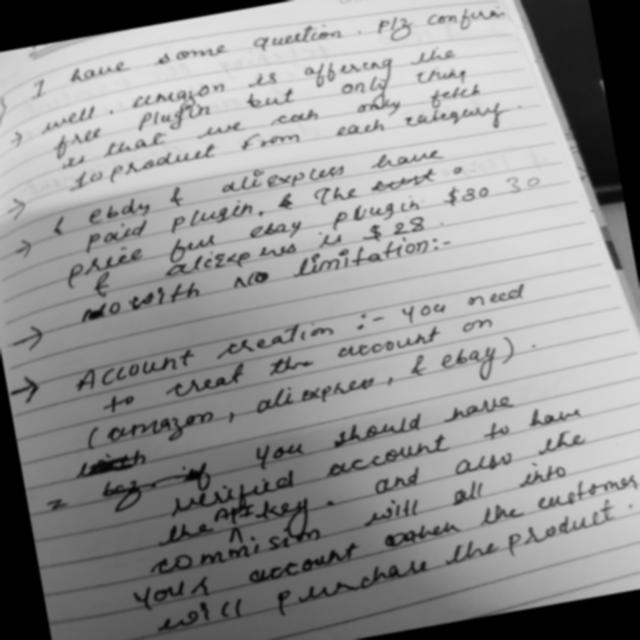 I have some question. Plz confirm
→ well. amazon is offering the
free plugin but only thing
is that we can only fetch
10 product from each category.
→ & ebay & aliexpress have
→ paid plugin. & The cost
price for ebay plugin $30 30
& aliexpress is $28.
with no limitation:-
→ Account creation :- You need
to creat the account on
(amazon, aliexpress, & ebay).
You should have
verified account to have
the API key. and also the
commission will all into
your account when the customer
will purchase the product.